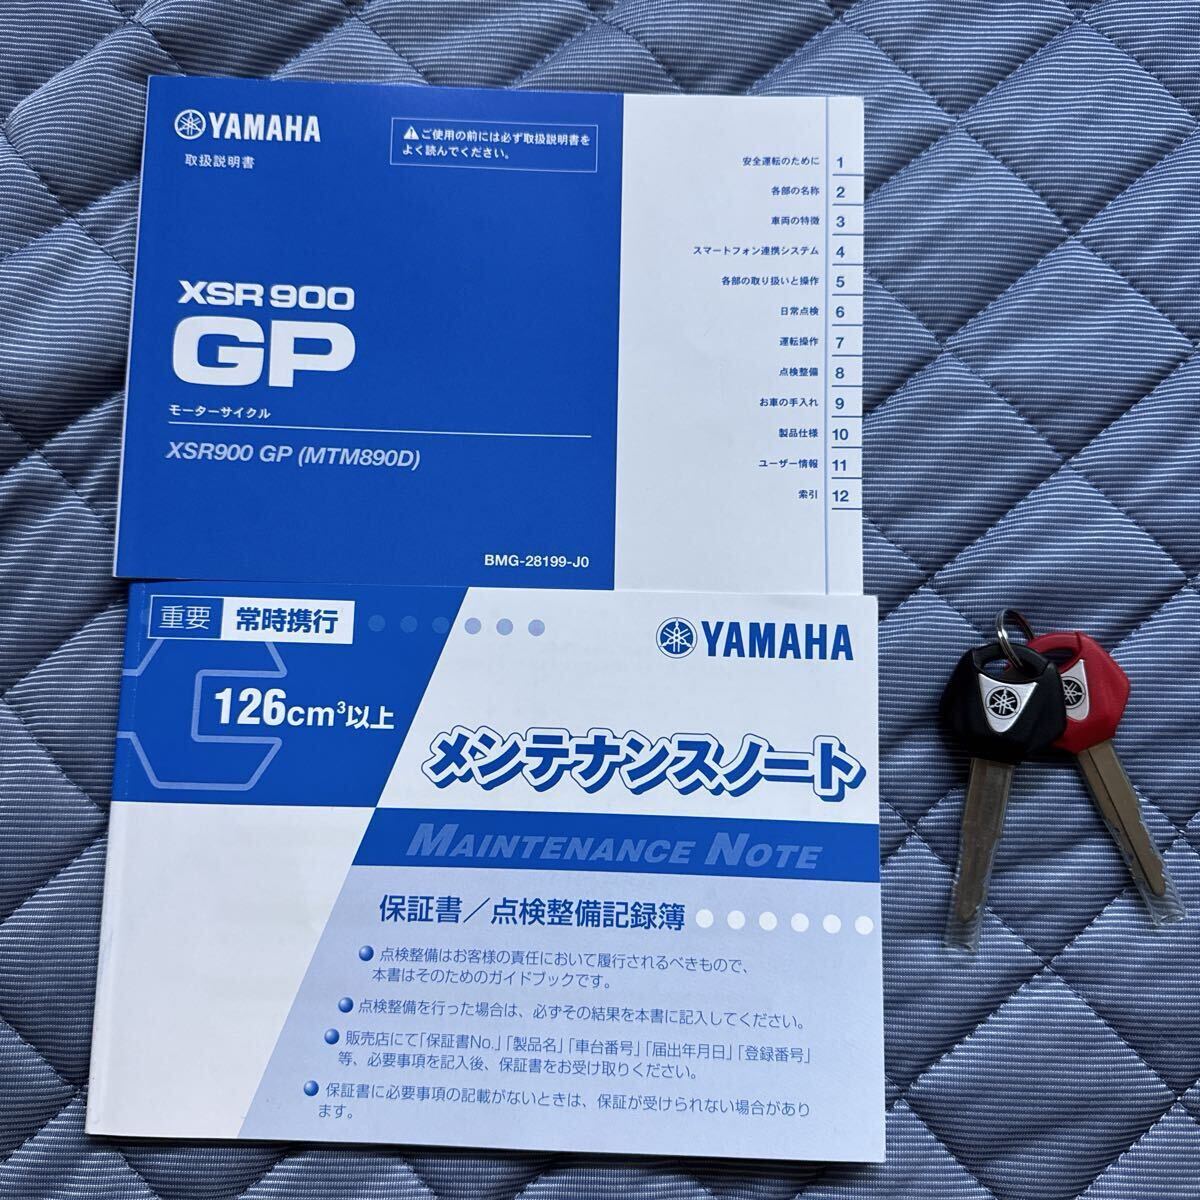 YAMAHA
取扱説明書
⚠ご使用の前には必ず取扱説明書を
よく読んでください。
XSR900
GP
モーターサイクル
XSR900 GP (MTM890D)
BMG-28199-J0
安全運転のために 1
各部の名称 2
車両の特徴 3
スマートフォン連携システム 4
各部の取り扱いと操作 5
日常点検 6
運転操作 7
点検整備 8
お車の手入れ 9
製品仕様 10
ユーザー情報 11
索引 12
重要 常時携行
126cm³以上
YAMAHA
メンテナンスノート
MAINTENANCE NOTE
保証書／点検整備記録簿
●点検整備はお客様の責任において履行されるべきもので、
本書はそのためのガイドブックです。
●点検整備を行った場合は、必ずその結果を本書に記入してください。
●販売店にて「保証書No.」「製品名」「車台番号」「届出年月日」「登録番号」
等、必要事項を記入後、保証書をお受け取りください。
●保証書に必要事項の記載がないときは、保証が受けられない場合があり
ます。